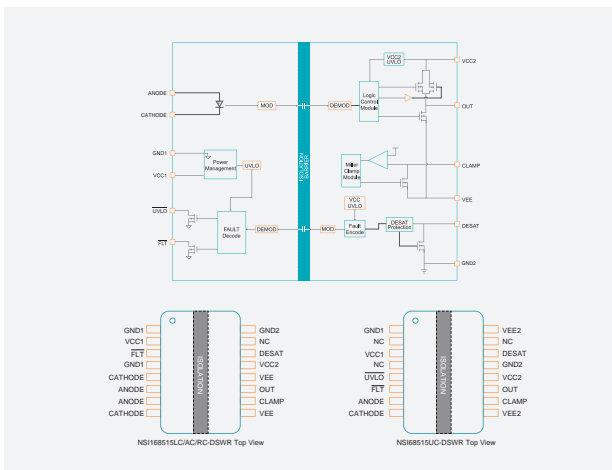 VCC2
UVLO
VCC2
ANODE
Logic
Control
Module
MOD
DEMOD
OUT
CATHODE
ISOLATION
BARRIER
GND1
Power
Management
UVLO
Miller
Clamp
Module
CLAMP
VCC1
VEE
VCC
UVLO
UVLO
FAULT
Decode
DEMOD
MOD
Fault
Encode
DESAT
Protection
DESAT
FLT
GND2
GND1
VCC1
FLT
GND1
CATHODE
ANODE
ANODE
CATHODE
ISOLATION
GND2
NC
DESAT
VCC2
VEE
OUT
CLAMP
VEE
NSI168515LC/AC/RC-DSWR Top View
GND1
NC
VCC1
NC
UVLO
FLT
ANODE
CATHODE
ISOLATION
VEE2
NC
DESAT
GND2
VCC2
OUT
CLAMP
VEE2
NSI68515UC-DSWR Top View